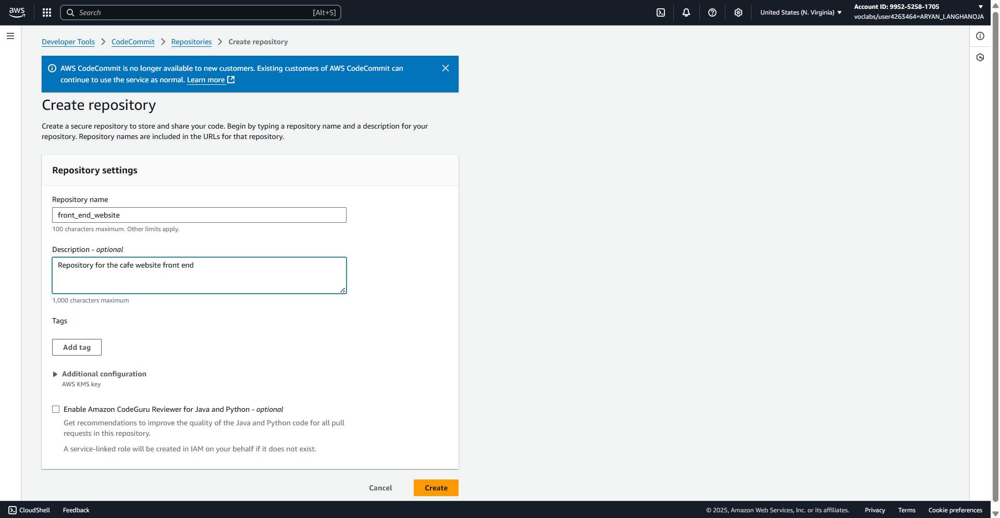 aws
Search
[Alt+S]
United States (N. Virginia)
Account ID: 9952-5258-1705
voclabs/user4263464=ARYAN_LANGHANOJA
Developer Tools > CodeCommit > Repositories > Create repository
AWS CodeCommit is no longer available to new customers. Existing customers of AWS CodeCommit can
continue to use the service as normal. Learn more
Create repository
Create a secure repository to store and share your code. Begin by typing a repository name and a description for your
repository. Repository names are included in the URLs for that repository.
Repository settings
Repository name
front_end_website
100 characters maximum. Other limits apply.
Description - optional
Repository for the cafe website front end
1,000 characters maximum
Tags
Add tag
Additional configuration
AWS KMS key
Enable Amazon CodeGuru Reviewer for Java and Python - optional
Get recommendations to improve the quality of the Java and Python code for all pull
requests in this repository.
A service-linked role will be created in IAM on your behalf if it does not exist.
Cancel
Create
CloudShell
Feedback
© 2025, Amazon Web Services, Inc. or its affiliates.
Privacy
Terms
Cookie preferences